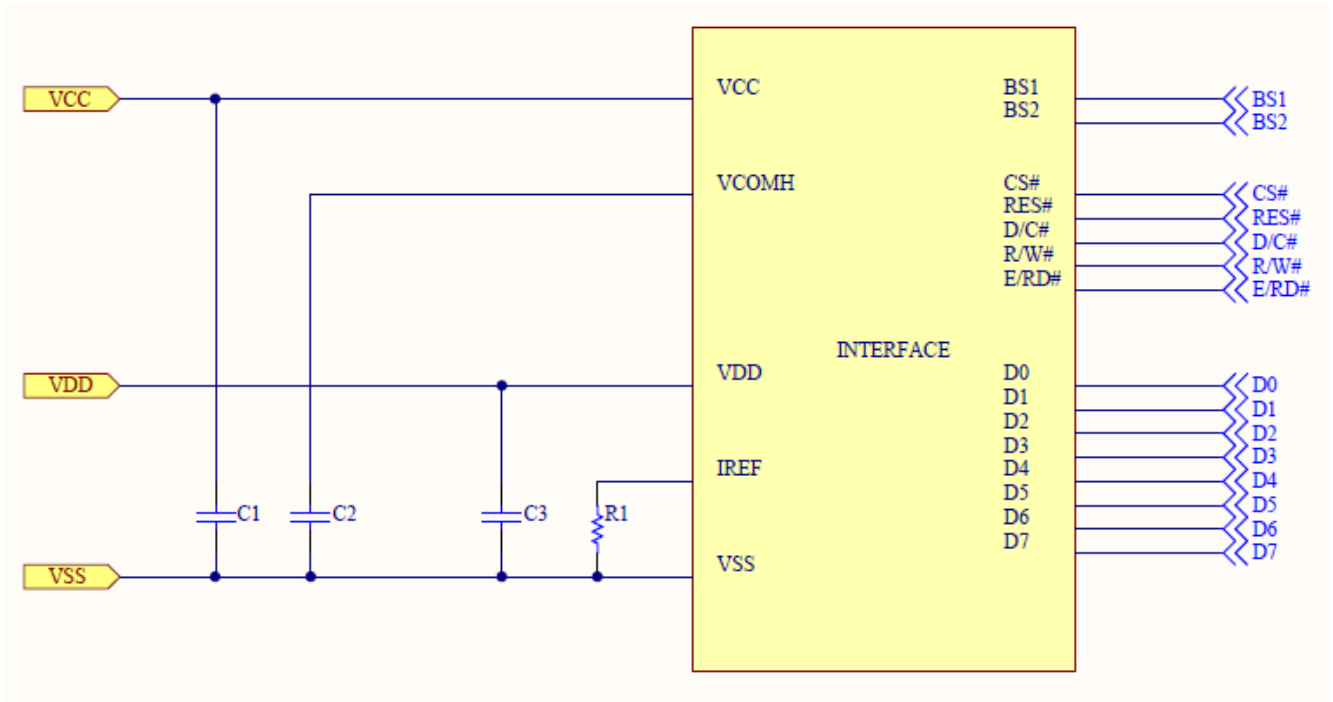 VCC
VDD
VSS
C1
C2
C3
R1
VCC
VCOMH
VDD
IREF
VSS
INTERFACE
BS1
BS2
CS#
RES#
D/C#
R/W#
E/RD#
D0
D1
D2
D3
D4
D5
D6
D7
BS1
BS2
CS#
RES#
D/C#
R/W#
E/RD#
D0
D1
D2
D3
D4
D5
D6
D7